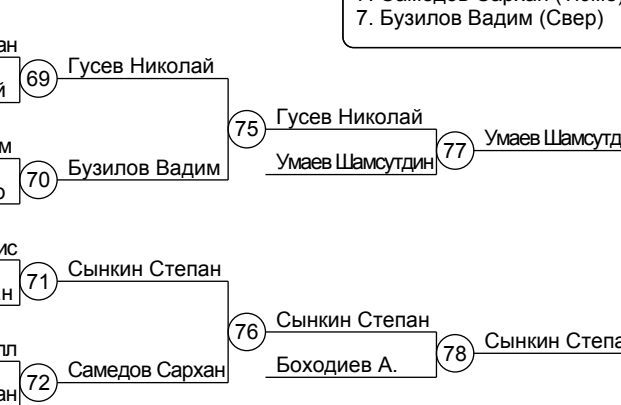 7. Бузилов Вадим (Свер)
69
Гусев Николай
75
Гусев Николай
Умаев Шамсутдин
77
70
Бузилов Вадим
71
Сынкин Степан
76
Сынкин Степан
Боходиев А.
78
Сынкин
72
Самедов Сархан